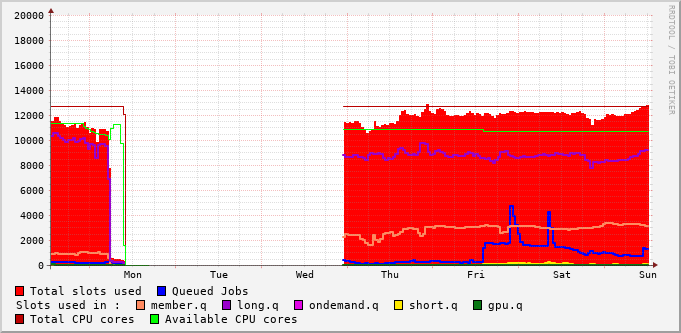 20000
18000
16000
14000
12000
10000
8000
6000
4000
2000
0
Mon Tue Wed Thu Fri Sat Sun
RRDTOOL / TOBI OETIKER
Total slots used Queued Jobs
Slots used in : member.q long.q ondemand.q short.q gpu.q
Total CPU cores Available CPU cores